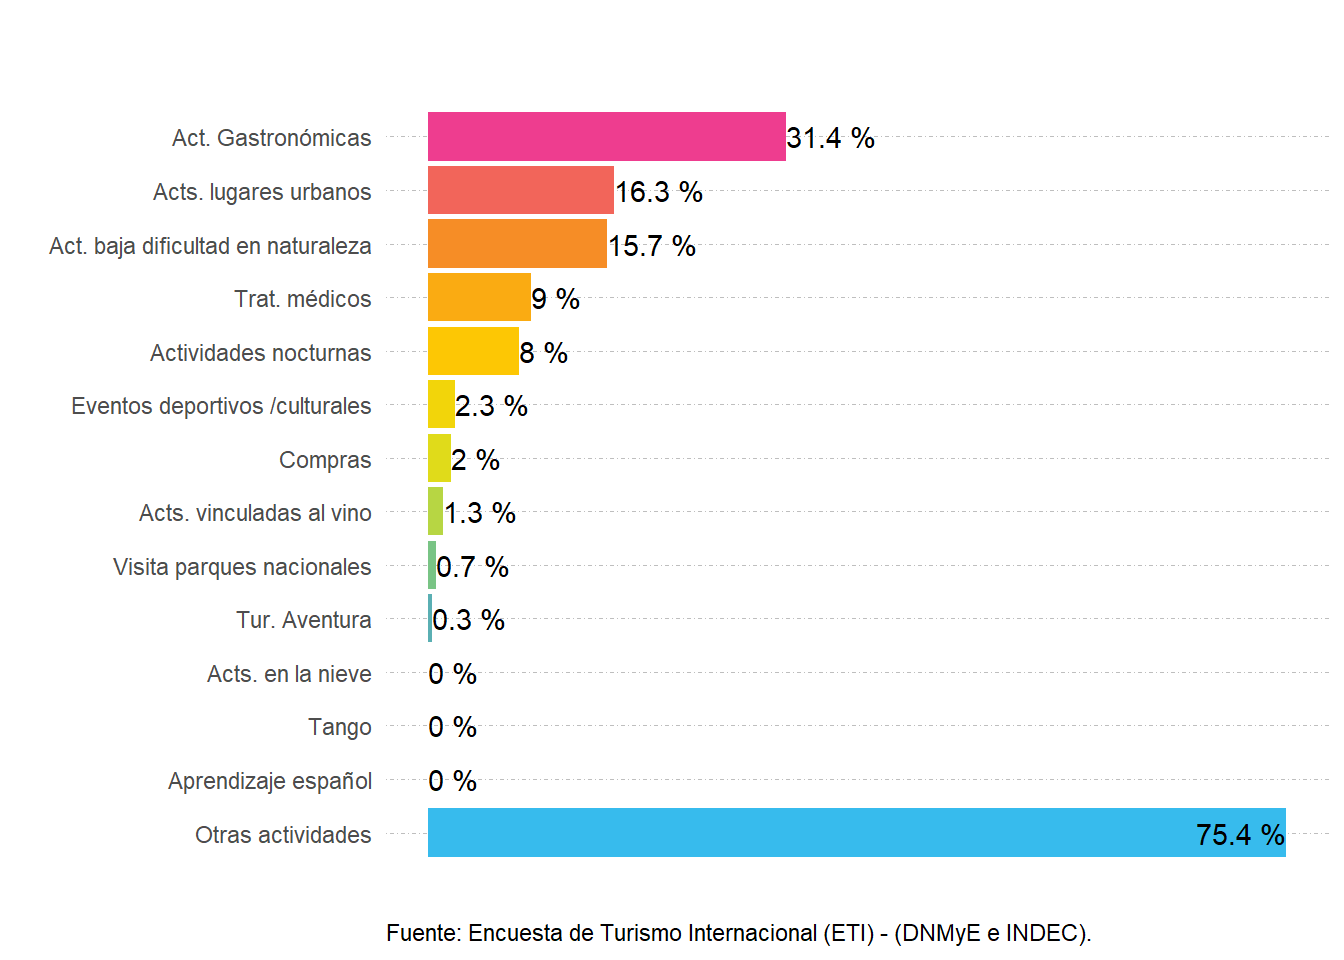 Act. Gastronómicas 31.4 %
Acts. lugares urbanos 16.3 %
Act. baja dificultad en naturaleza 15.7 %
Trat. médicos 9 %
Actividades nocturnas 8 %
Eventos deportivos /culturales 2.3 %
Compras 2 %
Acts. vinculadas al vino 1.3 %
Visita parques nacionales 0.7 %
Tur. Aventura 0.3 %
Acts. en la nieve 0 %
Tango 0 %
Aprendizaje español 0 %
Otras actividades 75.4 %
Fuente: Encuesta de Turismo Internacional (ETI) - (DNMyE e INDEC).